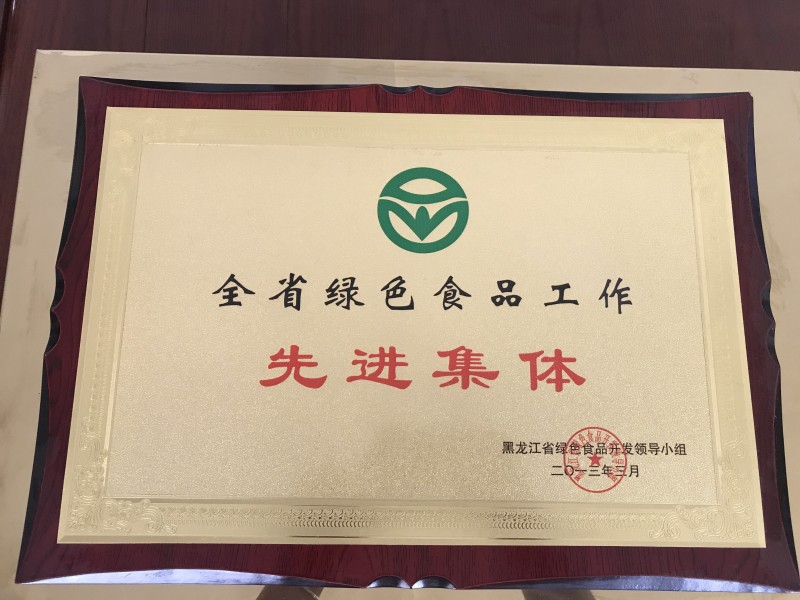 全省绿色食品工作
先进集体
黑龙江省绿色食品开发领导小组
二〇一三年三月